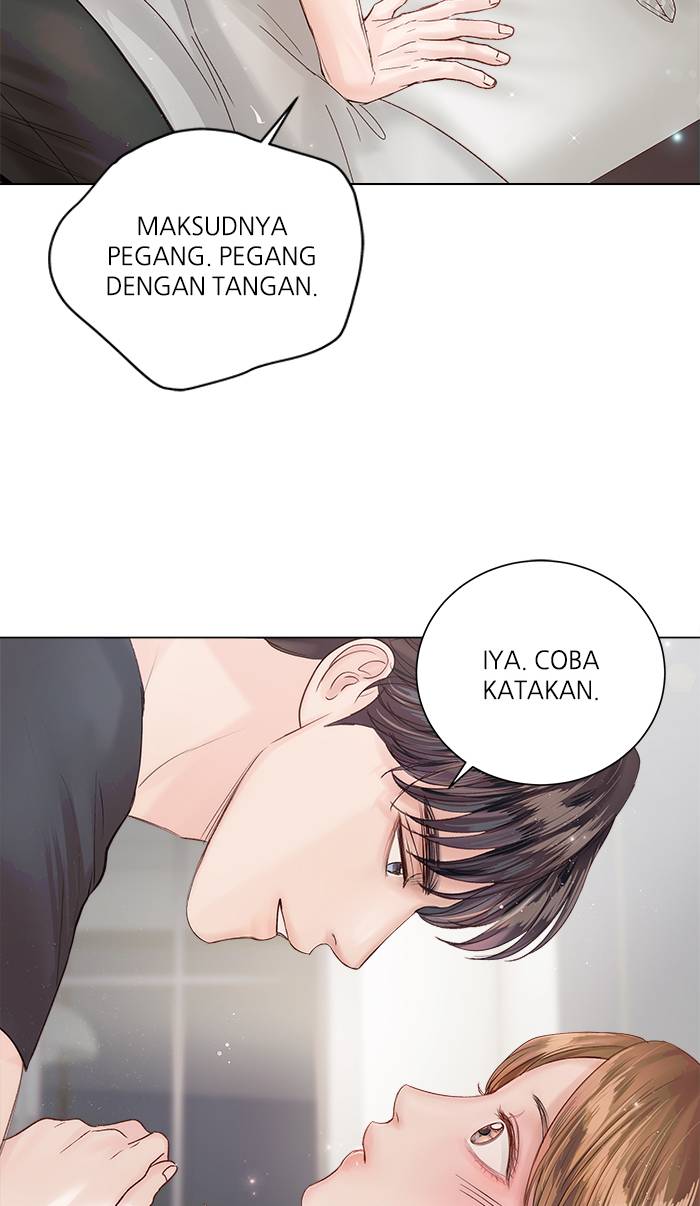 MAKSUDNYA
PEGANG. PEGANG
DENGAN TANGAN.
IYA. COBA
KATAKAN.